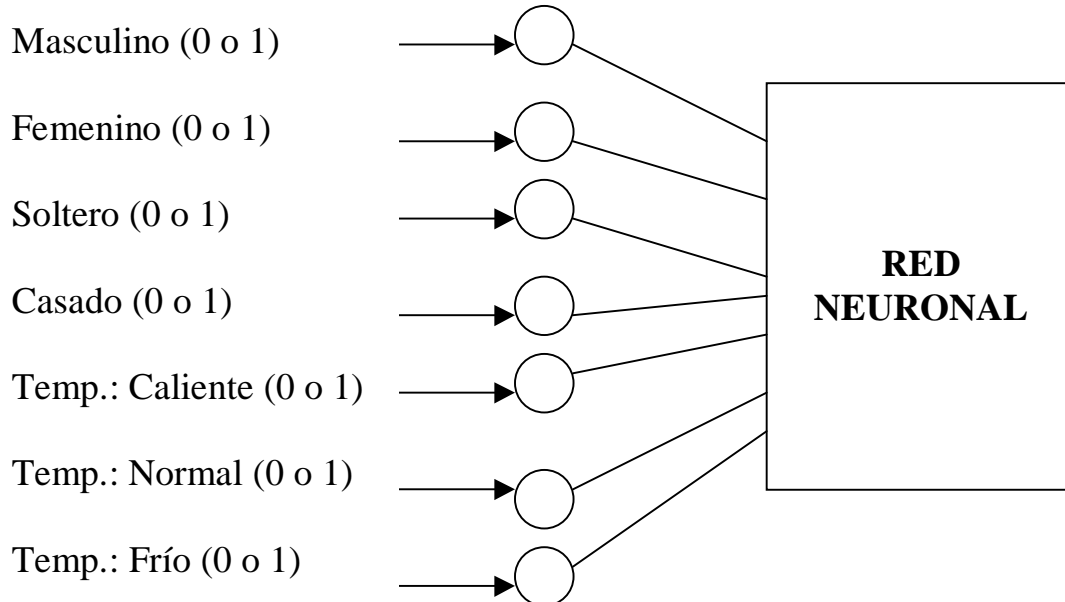 Masculino (0 o 1)
Femenino (0 o 1)
Soltero (0 o 1)
Casado (0 o 1)
Temp.: Caliente (0 o 1)
Temp.: Normal (0 o 1)
Temp.: Frío (0 o 1)
RED
NEURONAL